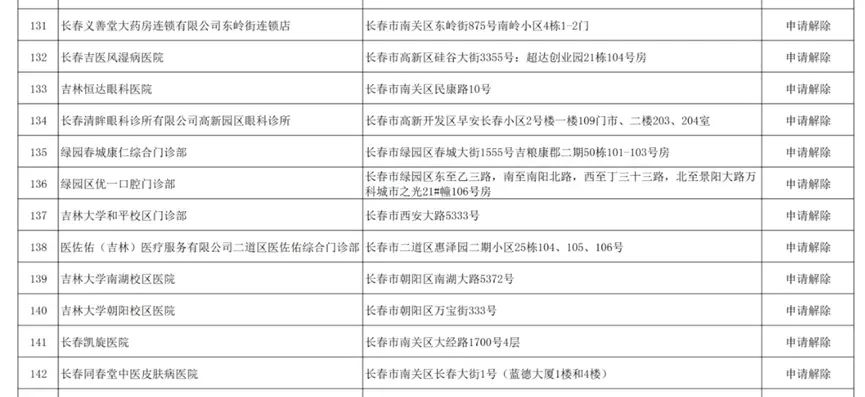 131 长春义善堂大药房连锁有限公司东岭街连锁店 长春市南关区东岭街875号南岭小区4栋1-2门 申请解除
132 长春吉医风湿病医院 长春市高新区硅谷大街3355号：超达创业园21栋104号房 申请解除
133 吉林恒达眼科医院 长春市南关区民康路10号 申请解除
134 长春清眸眼科诊所有限公司高新园区眼科诊所 长春市高新开发区早安长春小区2号楼一楼109门市、二楼203、204室 申请解除
135 绿园春城康仁综合门诊部 长春市绿园区春城大街1555号吉粮康郡二期50栋101-103号房 申请解除
136 绿园区优一口腔门诊部 长春市绿园区东至乙三路，南至南阳北路，西至丁三十三路，北至景阳大路万
科城市之光21#幢106号房 申请解除
137 吉林大学和平校区门诊部 长春市西安大路5333号 申请解除
138 医佐佑（吉林）医疗服务有限公司二道区医佐佑综合门诊部 长春市二道区惠泽园二期小区25栋104、105、106号 申请解除
139 吉林大学南湖校区医院 长春市朝阳区南湖大路5372号 申请解除
140 吉林大学朝阳校区医院 长春市朝阳区万宝街333号 申请解除
141 长春凯旋医院 长春市南关区大经路1700号4层 申请解除
142 长春同春堂中医皮肤病医院 长春市南关区长春大街1号（蓝德大厦1楼和4楼） 申请解除